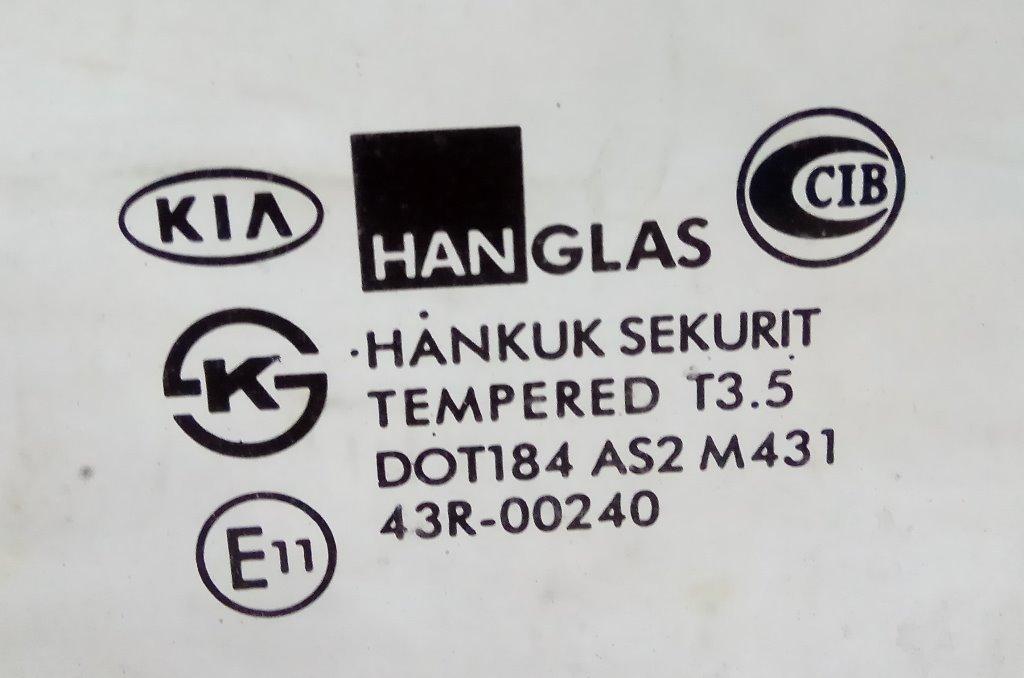 KIA
HANGLAS
CIB
K
HANKUK SEKURIT
TEMPERED T3.5
DOT184 AS2 M431
43R-00240
E11